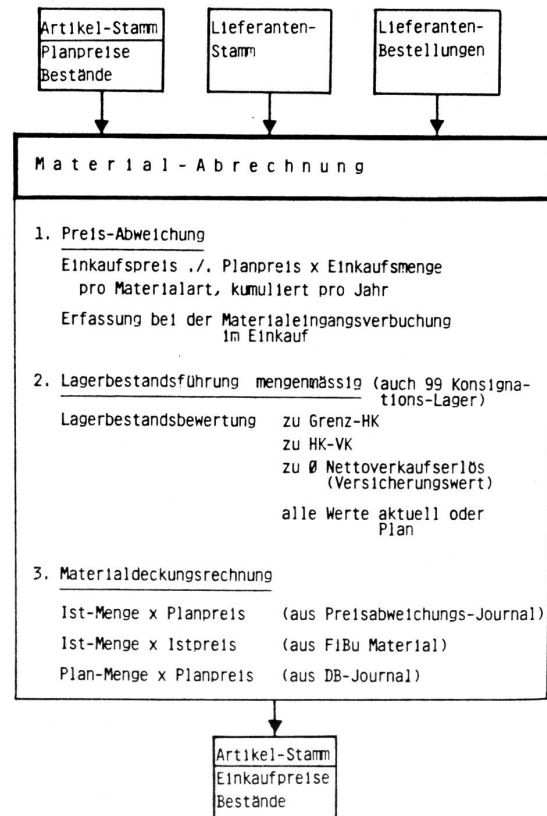 Artikel-Stamm
Planpreise
Bestände
Lieferanten-
Stamm
Lieferanten-
Bestellungen
Material-Abrechnung
1. Preis-Abweichung
Einkaufspreis ./. Planpreis x Einkaufsmenge
pro Materialart, kumuliert pro Jahr
Erfassung bei der Materialeingangsverbuchung
im Einkauf
2. Lagerbestandsführung mengenmässig (auch 99 Konsigna-
tions-Lager)
Lagerbestandsbewertung zu Grenz-HK
zu HK-VK
zu Ø Nettoverkaufserlös
(Versicherungswert)
alle Werte aktuell oder
Plan
3. Materialdeckungsrechnung
Ist-Menge x Planpreis (aus Preisabweichungs-Journal)
Ist-Menge x Istpreis (aus FiBu Material)
Plan-Menge x Planpreis (aus DB-Journal)
Artikel-Stamm
Einkaufpreise
Bestände